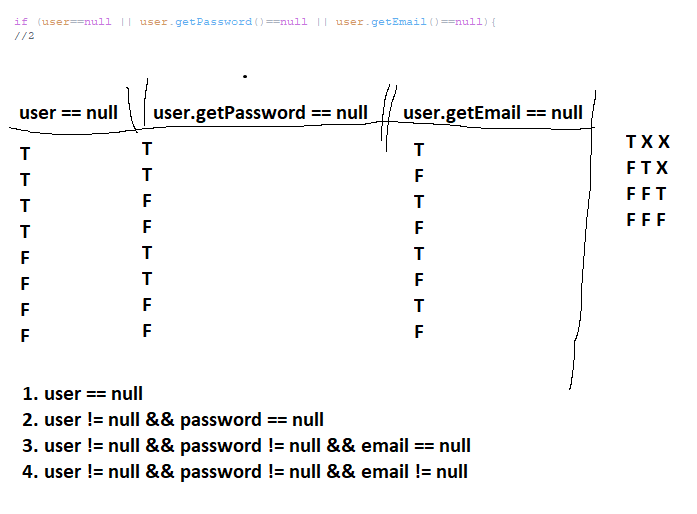 if (user==null || user.getPassword()==null || user.getEmail()==null){
//2
user == null || user.getPassword == null || user.getEmail == null
T T T
T T F
T F T
T F F
F T T
F T F
F F T
F F F
T X X
F T X
F F T
F F F
1. user == null
2. user != null && password == null
3. user != null && password != null && email == null
4. user != null && password != null && email != null